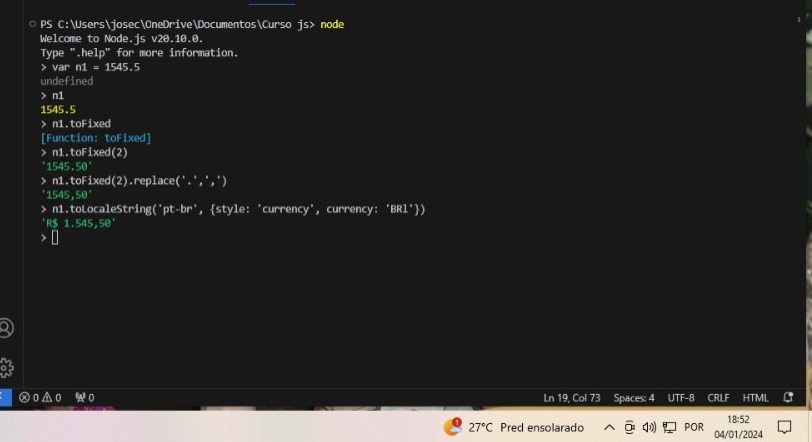 PS C:\Users\josec\OneDrive\Documentos\Curso js> node
Welcome to Node.js v20.10.0.
Type ".help" for more information.
> var n1 = 1545.5
undefined
> n1
1545.5
> n1.toFixed
[Function: toFixed]
> n1.toFixed(2)
'1545.50'
> n1.toFixed(2).replace('.',',')
'1545,50'
> n1.toLocaleString('pt-br', {style: 'currency', currency: 'BRl'})
'R$ 1.545,50'
>
0 0 0 Ln 19, Col 73 Spaces: 4 UTF-8 CRLF HTML
1 27°C Pred ensolarado POR 18:52
04/01/2024